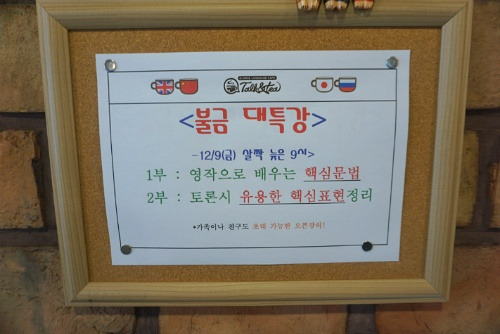 Talk&tea
<불금 대특강>
-12/9(금) 살짝 늦은 9시>
1부 : 영작으로 배우는 핵심문법
2부 : 토론시 유용한 핵심표현정리
*가족이나 친구도 초대 가능한 오픈강의!